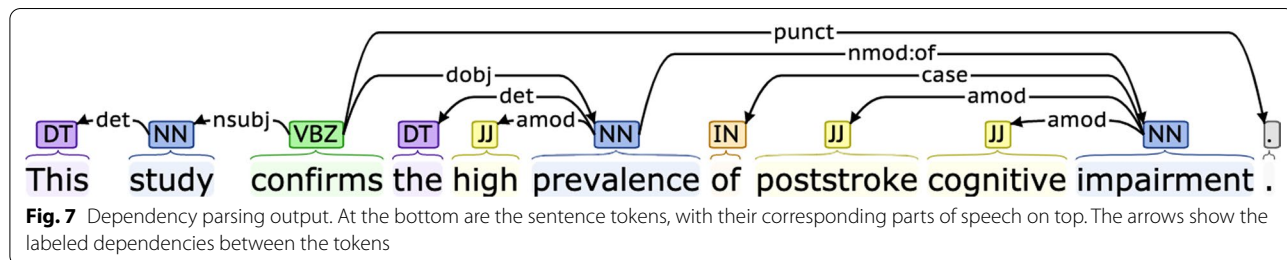 punct
nmod:of
dobj case
det amod
det nsubj amod amod
DT NN VBZ DT JJ NN IN JJ JJ NN .
This study confirms the high prevalence of poststroke cognitive impairment .
Fig. 7 Dependency parsing output. At the bottom are the sentence tokens, with their corresponding parts of speech on top. The arrows show the
labeled dependencies between the tokens